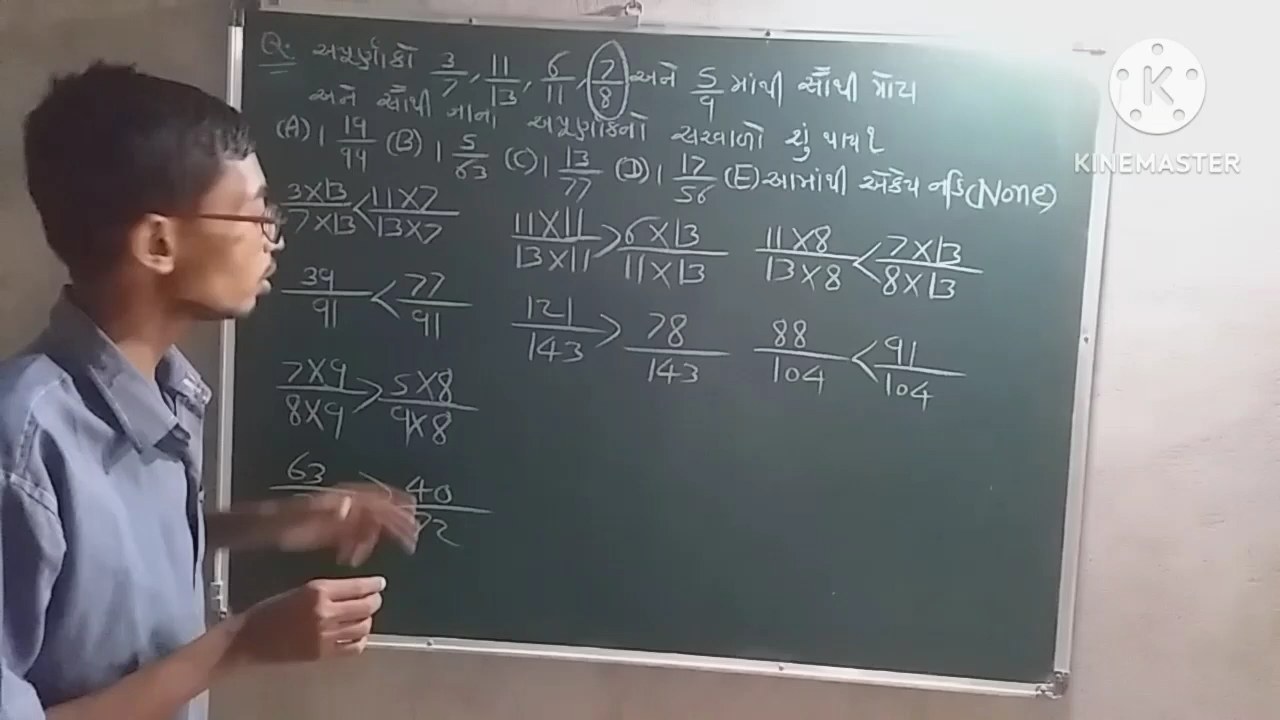 Q. અપૂર્ણાંકો 3/7, 11/13, 6/11, 7/8 અને 5/9 માંથી સૌથી મોટા
અને સૌથી નાના અપૂર્ણાંકનો સરવાળો શું થાય?
(A) 1 19/99 (B) 1 5/63 (C) 1 13/77 (D) 1 17/56 (E) આમાંથી એકેય નહિ (None)
3×13/7×13 < 11×7/13×7 11×11/13×11 > 6×13/11×13 11×8/13×8 < 7×13/8×13
39/91 < 77/91 121/143 > 78/143 88/104 < 91/104
7×9/8×9 > 5×8/9×8
63 > 40/72
K
KINEMASTER